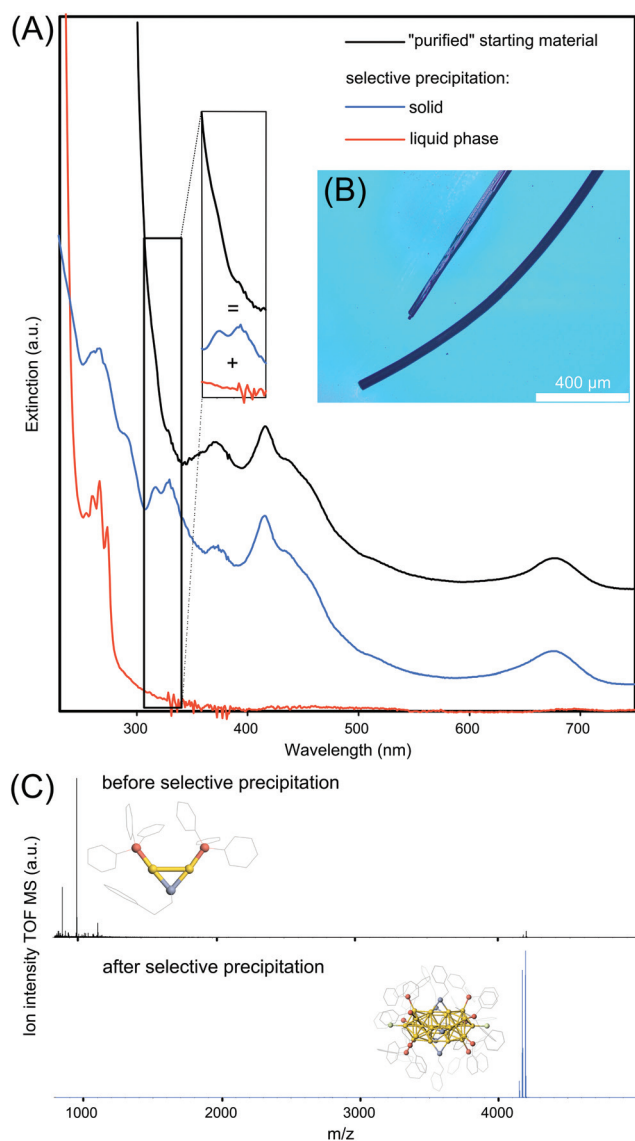 (A)
"purified" starting material
selective precipitation:
solid
liquid phase
(B)
400 µm
=
+
Extinction (a.u.)
300
400
500
600
700
Wavelength (nm)
(C)
before selective precipitation
after selective precipitation
Ion intensity TOF MS (a.u.)
1000
2000
3000
4000
m/z